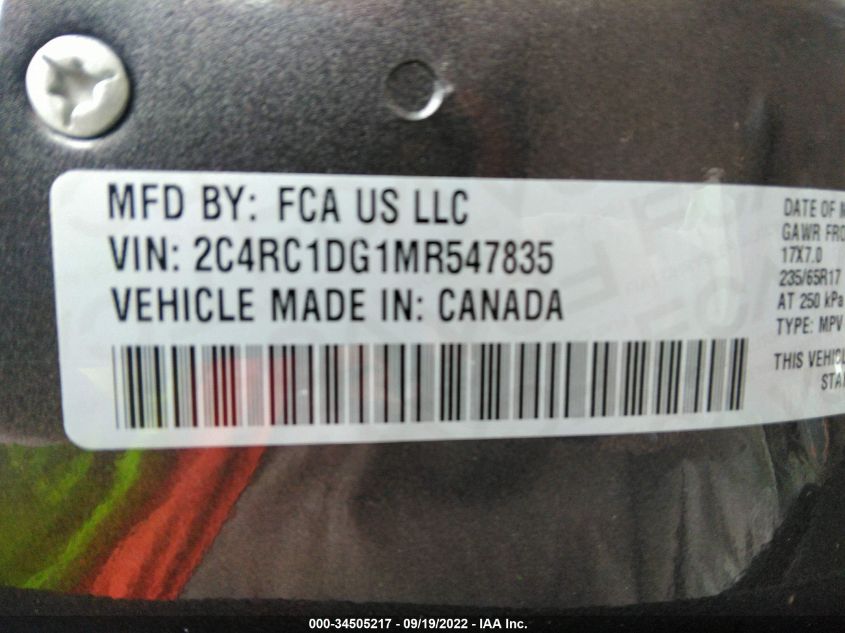 MFD BY: FCA US LLC
VIN: 2C4RC1DG1MR547835
VEHICLE MADE IN: CANADA
DATE OF M
GAWR FRO
17X7.0
235/65R17
AT 250 kPa
TYPE: MPV
THIS VEHICL
STA
000-34505217 - 09/19/2022 - IAA Inc.